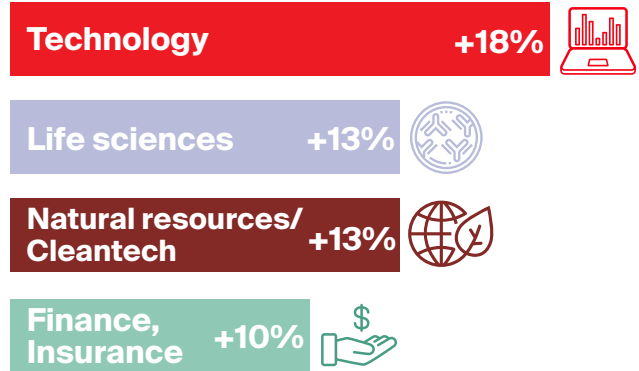 Technology +18%
Life sciences +13%
Natural resources/
Cleantech +13%
Finance,
Insurance +10%
$